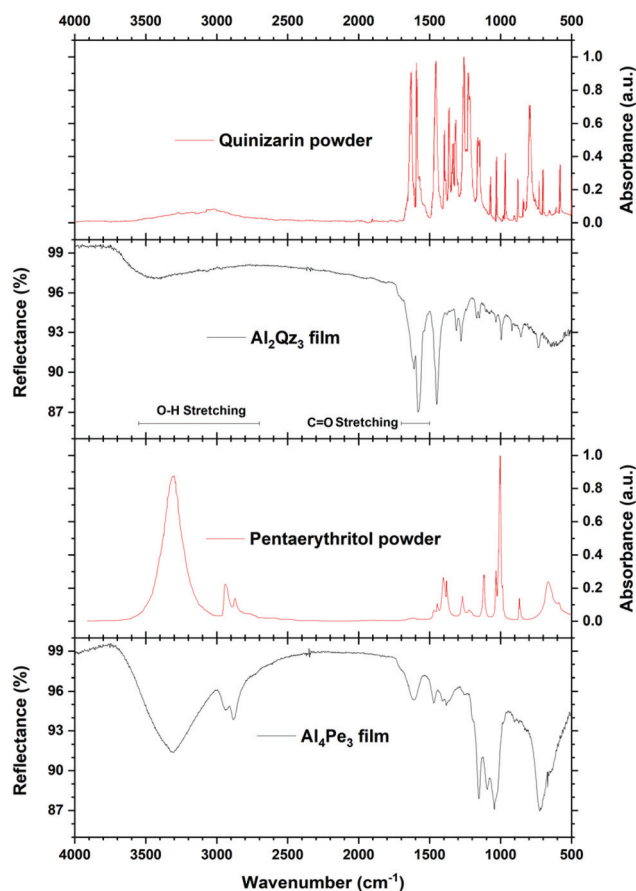 4000 3500 3000 2500 2000 1500 1000 500
1.0
0.8
0.6
0.4
0.2
0.0
Absorbance (a.u.)
Quinizarin powder
99
96
93
90
87
Reflectance (%)
Al₂Qz₃ film
O-H Stretching
C=O Stretching
1.0
0.8
0.6
0.4
0.2
0.0
Absorbance (a.u.)
Pentaerythritol powder
99
96
93
90
87
Reflectance (%)
Al₄Pe₃ film
4000 3500 3000 2500 2000 1500 1000 500
Wavenumber (cm⁻¹)